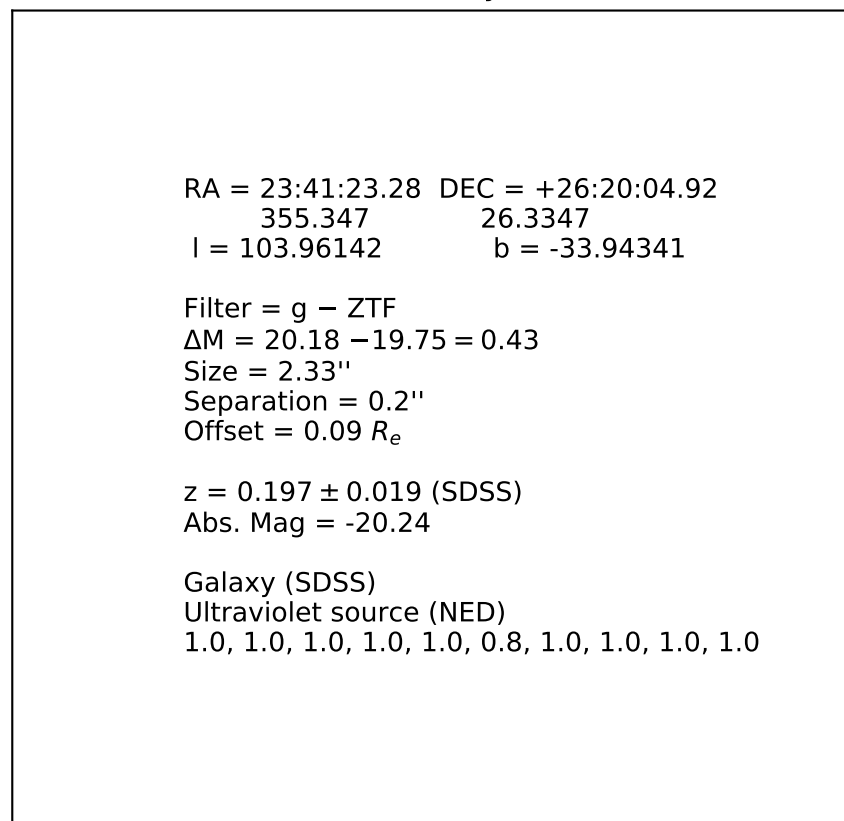 RA = 23:41:23.28  DEC = +26:20:04.92
355.347  26.3347
l = 103.96142  b = -33.94341
Filter = g − ZTF
ΔM = 20.18 −19.75 = 0.43
Size = 2.33''
Separation = 0.2''
Offset = 0.09 Re
z = 0.197 ± 0.019 (SDSS)
Abs. Mag = -20.24
Galaxy (SDSS)
Ultraviolet source (NED)
1.0, 1.0, 1.0, 1.0, 1.0, 0.8, 1.0, 1.0, 1.0, 1.0